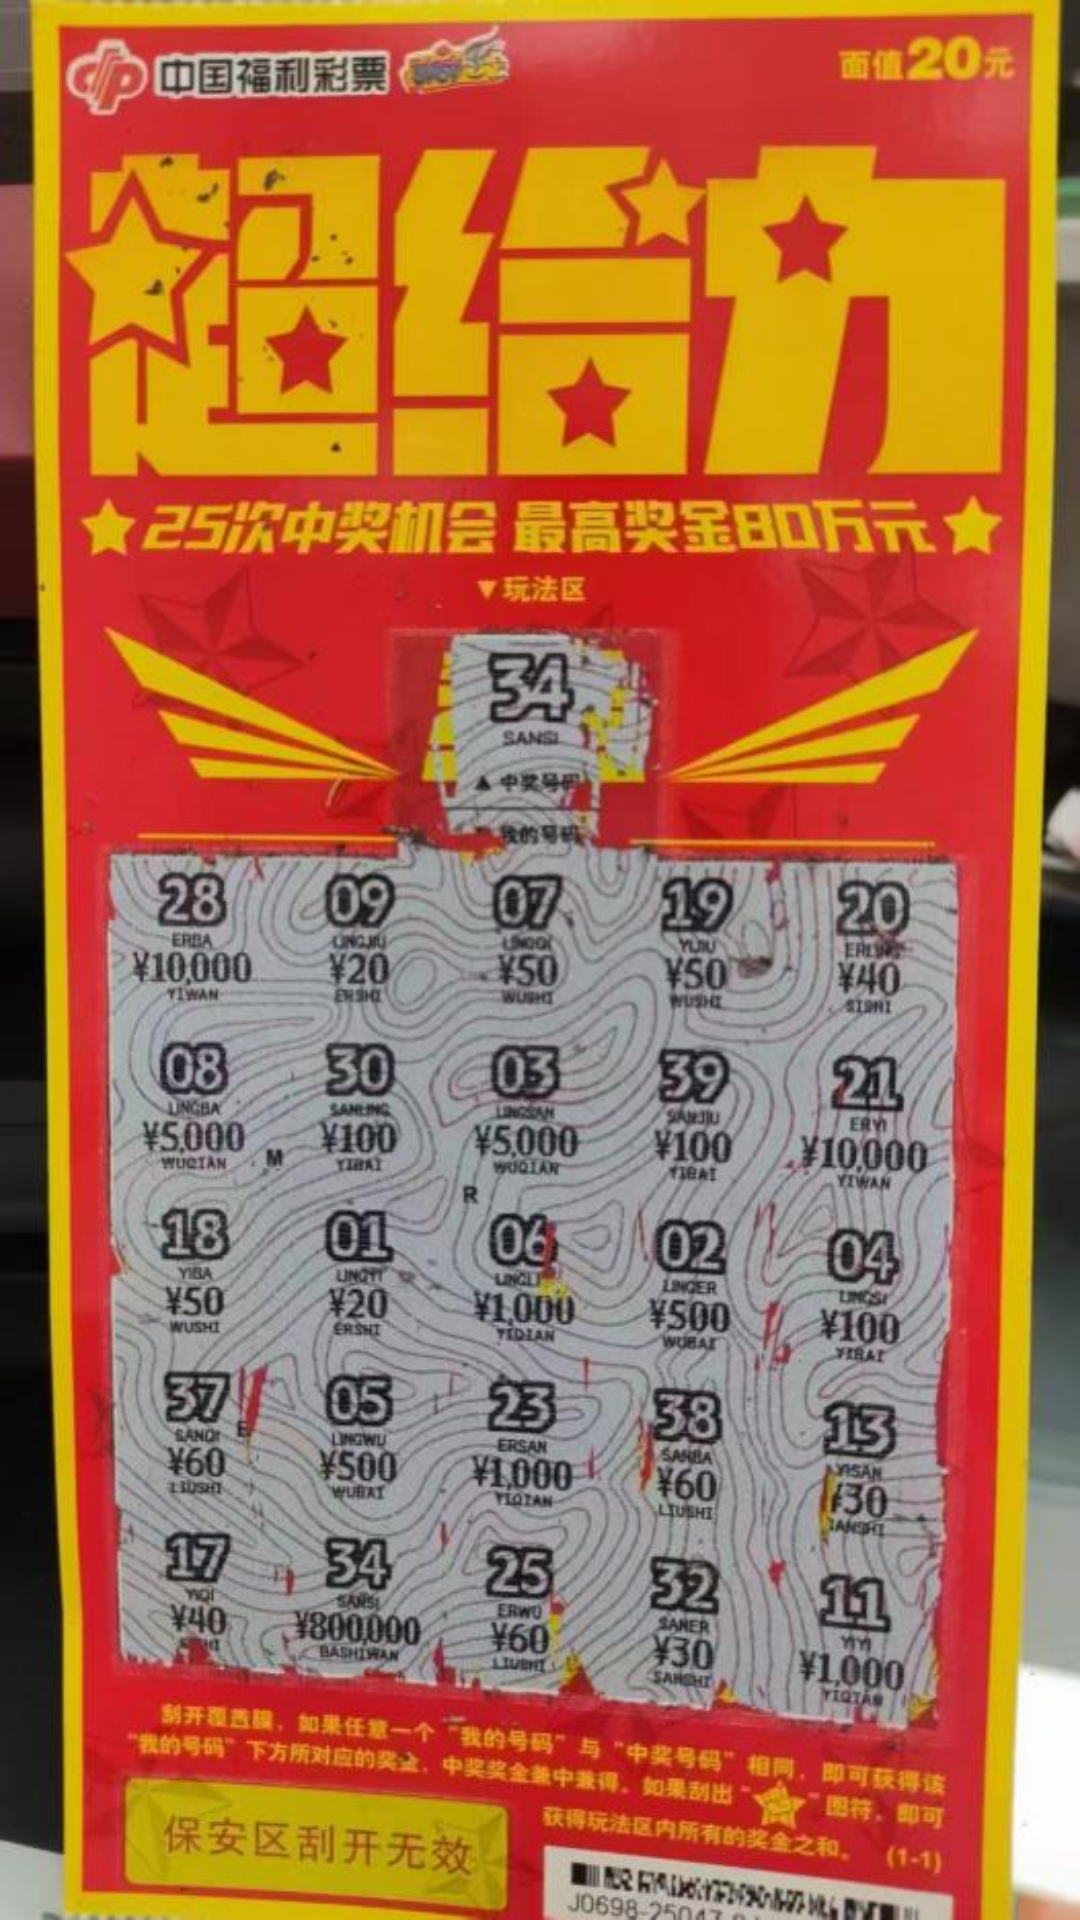 中国福利彩票
面值20元
超给力
25次中奖机会 最高奖金80万元
▼玩法区
34
SANSI
▲ 中奖号码
我的号码
28 09 07 19 20
ERBA LINGJIU LINGQI YIJIU ERLING
¥10,000 ¥20 ¥50 ¥50 ¥40
YIWAN ERSHI WUSHI WUSHI SISHI
08 30 03 39 21
LINGBA SANLING LINGSAN SANJIU ERYI
¥5,000 ¥100 ¥5,000 ¥100 ¥10,000
WUQIAN YIBAI WUQIAN YIBAI YIWAN
M
R
18 01 06 02 04
YIBA LINGYI LINGLI LINGER LINGSI
¥50 ¥20 ¥1,000 ¥500 ¥100
WUSHI ERSHI YIQIAN WUBAI YIBAI
37 05 23 38 13
SANQI LINGWU ERSAN SANBA YISAN
¥60 ¥500 ¥1,000 ¥60 ¥30
LIUSHI WUBAI YIQIAN LIUSHI SANSHI
17 34 25 32 11
YIQI SANSI ERWU SANER YIYI
¥40 ¥800,000 ¥60 ¥30 ¥1,000
BASHIWAN LIUSHI SANSHI YIQIAN
刮开覆盖膜，如果任意一个“我的号码”与“中奖号码”相同，即可获得该
“我的号码”下方所对应的奖金，中奖奖金兼中兼得。如果刮出“ ”图符，即可
获得玩法区内所有的奖金之和。 (1-1)
保安区刮开无效
J0698-25047